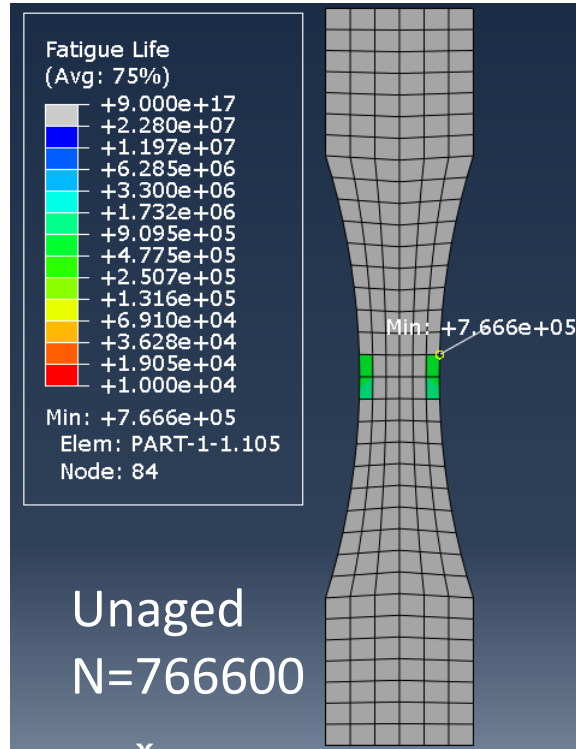 Fatigue Life
(Avg: 75%)
+9.000e+17
+2.280e+07
+1.197e+07
+6.285e+06
+3.300e+06
+1.732e+06
+9.095e+05
+4.775e+05
+2.507e+05
+1.316e+05
+6.910e+04
+3.628e+04
+1.905e+04
+1.000e+04
Min: +7.666e+05
Elem: PART-1-1.105
Node: 84
Min: +7.666e+05
Unaged
N=766600
x